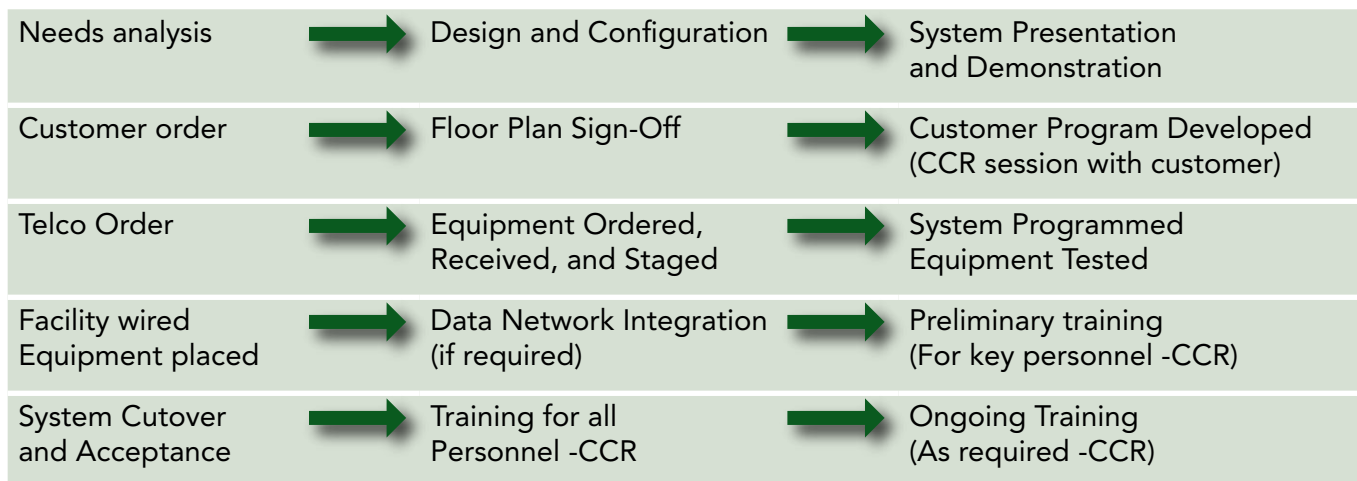 Needs analysis
Design and Configuration
System Presentation
and Demonstration
Customer order
Floor Plan Sign-Off
Customer Program Developed
(CCR session with customer)
Telco Order
Equipment Ordered,
Received, and Staged
System Programmed
Equipment Tested
Facility wired
Equipment placed
Data Network Integration
(if required)
Preliminary training
(For key personnel -CCR)
System Cutover
and Acceptance
Training for all
Personnel -CCR
Ongoing Training
(As required -CCR)